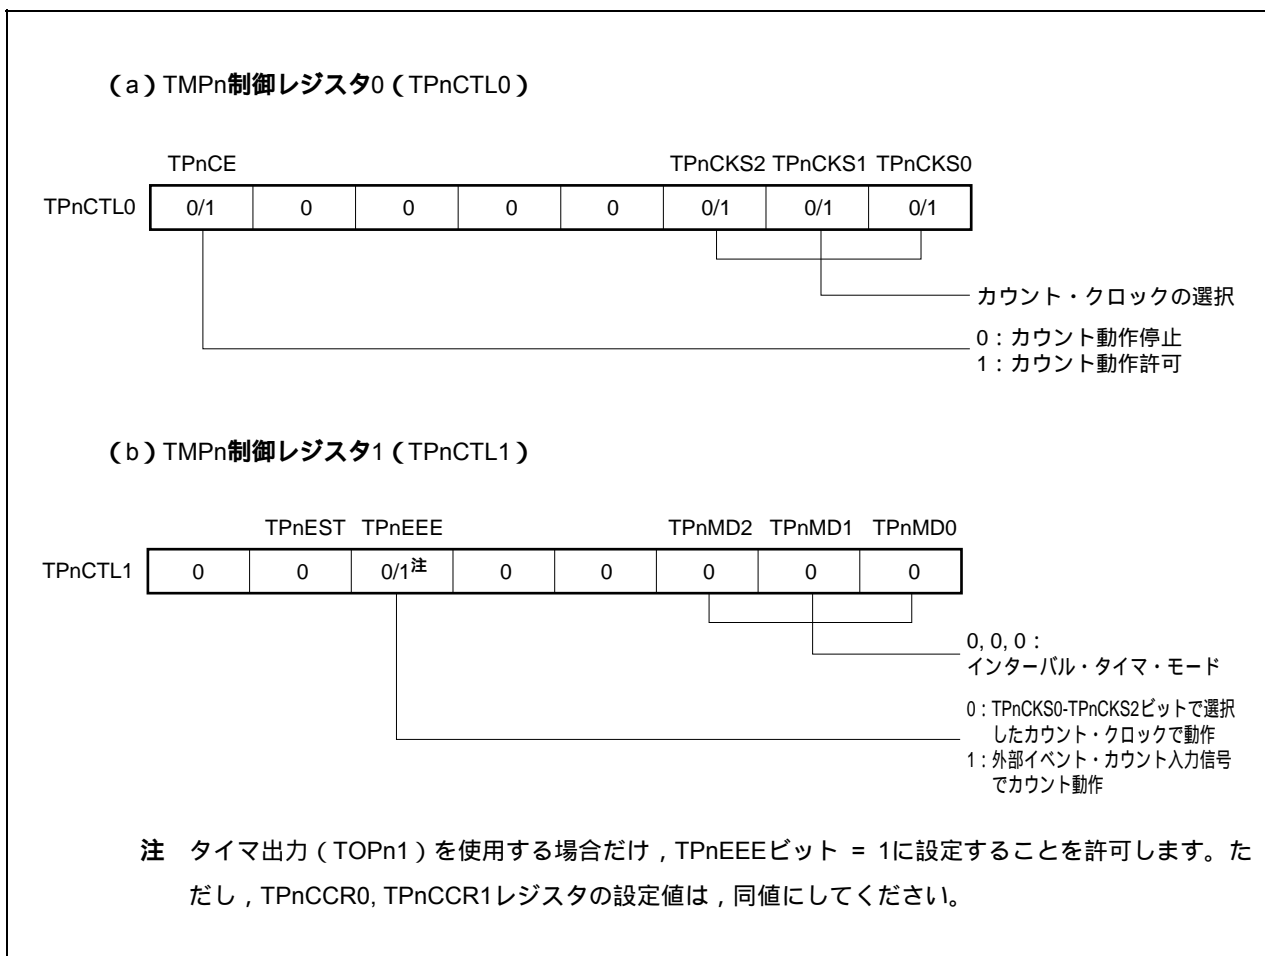 （a）TMPn制御レジスタ0（TPnCTL0）
TPnCE TPnCKS2 TPnCKS1 TPnCKS0
TPnCTL0 0/1 0 0 0 0 0/1 0/1 0/1
カウント・クロックの選択
0：カウント動作停止
1：カウント動作許可
（b）TMPn制御レジスタ1（TPnCTL1）
TPnEST TPnEEE TPnMD2 TPnMD1 TPnMD0
TPnCTL1 0 0 0/1注 0 0 0 0 0
0, 0, 0：
インターバル・タイマ・モード
0：TPnCKS0-TPnCKS2ビットで選択
したカウント・クロックで動作
1：外部イベント・カウント入力信号
でカウント動作
注 タイマ出力（TOPn1）を使用する場合だけ，TPnEEEビット = 1に設定することを許可します。た
だし，TPnCCR0, TPnCCR1レジスタの設定値は，同値にしてください。